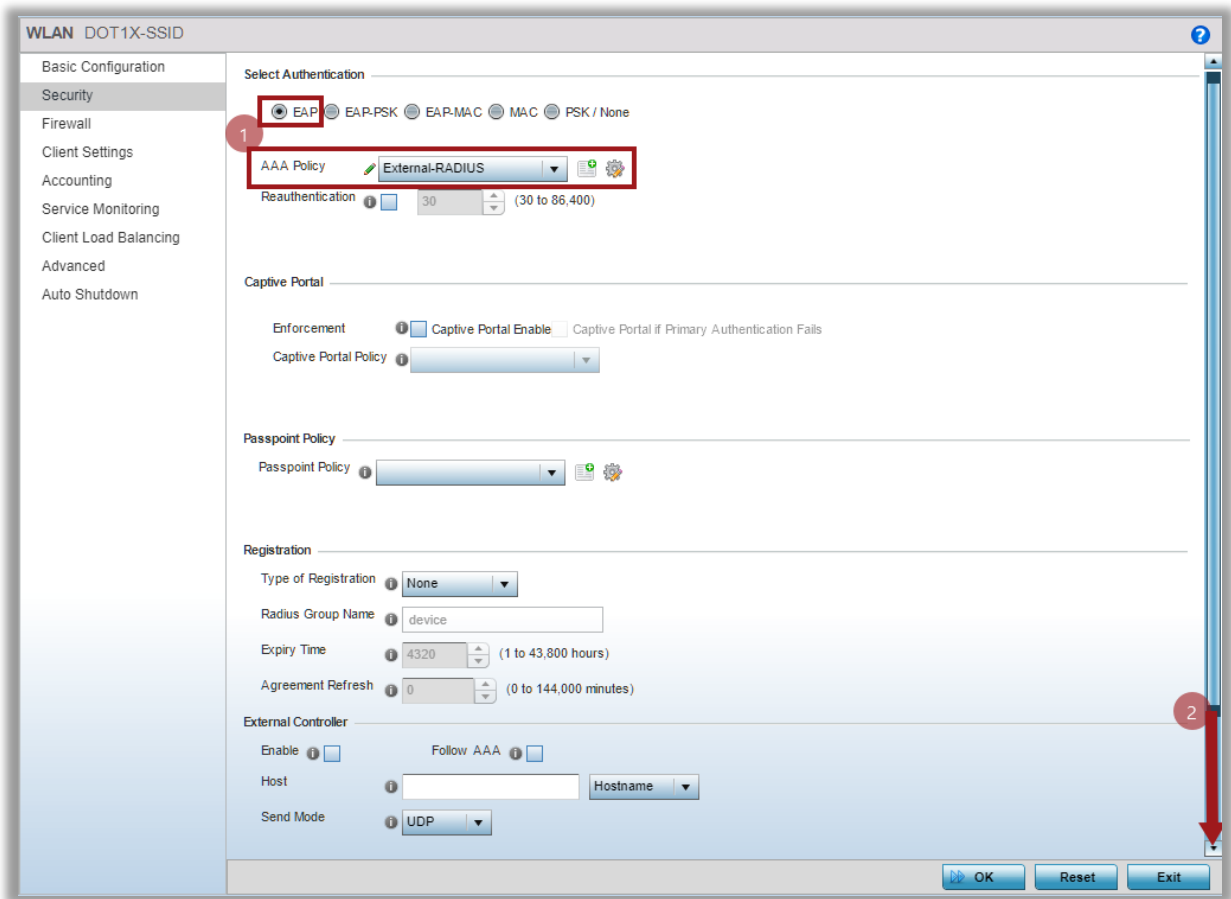 WLAN DOT1X-SSID
?
Basic Configuration
Security
Firewall
Client Settings
Accounting
Service Monitoring
Client Load Balancing
Advanced
Auto Shutdown
Select Authentication
EAP EAP-PSK EAP-MAC MAC PSK / None
1
AAA Policy External-RADIUS
Reauthentication 30 (30 to 86,400)
Captive Portal
Enforcement Captive Portal Enable Captive Portal if Primary Authentication Fails
Captive Portal Policy
Passpoint Policy
Passpoint Policy
Registration
Type of Registration None
Radius Group Name device
Expiry Time 4320 (1 to 43,800 hours)
Agreement Refresh 0 (0 to 144,000 minutes)
2
External Controller
Enable Follow AAA
Host Hostname
Send Mode UDP
OK Reset Exit